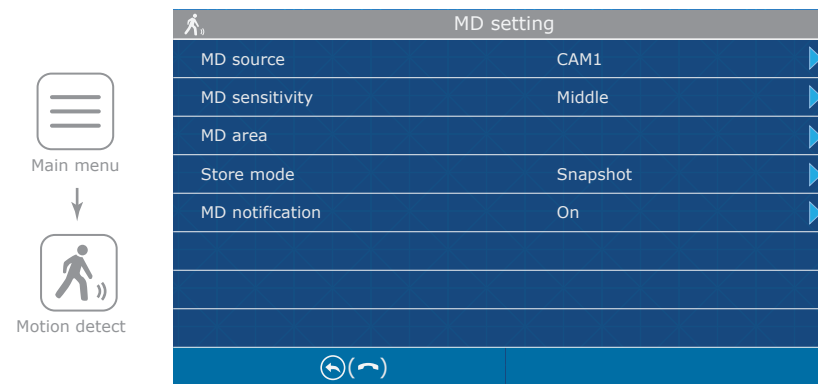 MD setting
MD source CAM1
MD sensitivity Middle
MD area
Store mode Snapshot
MD notification On
Main menu
Motion detect
( )